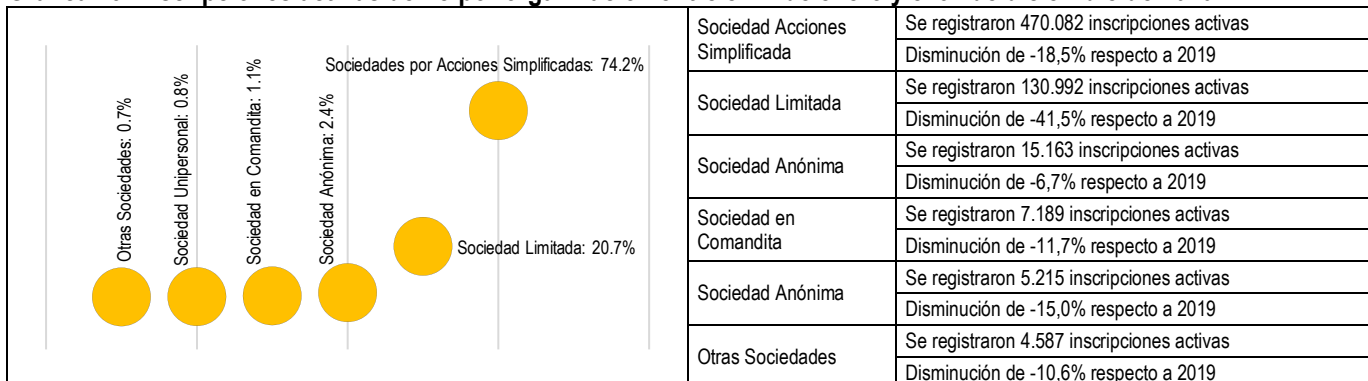 Sociedades por Acciones Simplificadas: 74.2%
Otras Sociedades: 0.7%
Sociedad Unipersonal: 0.8%
Sociedad en Comandita: 1.1%
Sociedad Anónima: 2.4%
Sociedad Limitada: 20.7%
Sociedad Acciones
Simplificada
Se registraron 470.082 inscripciones activas
Disminución de -18,5% respecto a 2019
Sociedad Limitada
Se registraron 130.992 inscripciones activas
Disminución de -41,5% respecto a 2019
Sociedad Anónima
Se registraron 15.163 inscripciones activas
Disminución de -6,7% respecto a 2019
Sociedad en
Comandita
Se registraron 7.189 inscripciones activas
Disminución de -11,7% respecto a 2019
Sociedad Anónima
Se registraron 5.215 inscripciones activas
Disminución de -15,0% respecto a 2019
Otras Sociedades
Se registraron 4.587 inscripciones activas
Disminución de -10,6% respecto a 2019